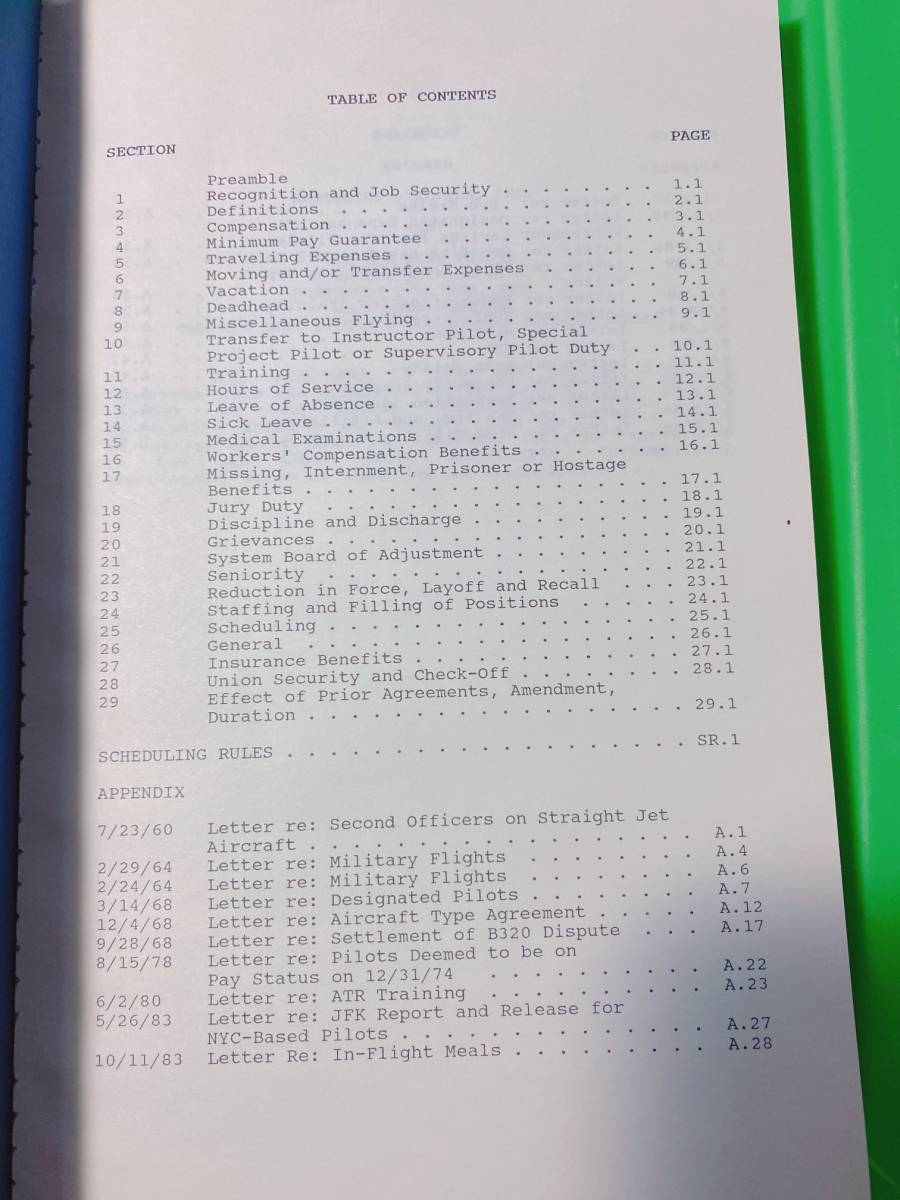 TABLE OF CONTENTS
SECTION PAGE
Preamble
1 Recognition and Job Security . . . . . . . . 1.1
2 Definitions . . . . . . . . . . . . . . . . 2.1
3 Compensation . . . . . . . . . . . . . . . . 3.1
4 Minimum Pay Guarantee . . . . . . . . . . . 4.1
5 Traveling Expenses . . . . . . . . . . . . . 5.1
6 Moving and/or Transfer Expenses . . . . . . 6.1
7 Vacation . . . . . . . . . . . . . . . . . . 7.1
8 Deadhead . . . . . . . . . . . . . . . . . . 8.1
9 Miscellaneous Flying . . . . . . . . . . . . 9.1
10 Transfer to Instructor Pilot, Special
Project Pilot or Supervisory Pilot Duty . . 10.1
11 Training . . . . . . . . . . . . . . . . . . 11.1
12 Hours of Service . . . . . . . . . . . . . . 12.1
13 Leave of Absence . . . . . . . . . . . . . . 13.1
14 Sick Leave . . . . . . . . . . . . . . . . . 14.1
15 Medical Examinations . . . . . . . . . . . . 15.1
16 Workers' Compensation Benefits . . . . . . . 16.1
17 Missing, Internment, Prisoner or Hostage
Benefits . . . . . . . . . . . . . . . . . . 17.1
18 Jury Duty . . . . . . . . . . . . . . . . . 18.1
19 Discipline and Discharge . . . . . . . . . . 19.1
20 Grievances . . . . . . . . . . . . . . . . . 20.1
21 System Board of Adjustment . . . . . . . . . 21.1
22 Seniority . . . . . . . . . . . . . . . . . 22.1
23 Reduction in Force, Layoff and Recall . . . 23.1
24 Staffing and Filling of Positions . . . . . 24.1
25 Scheduling . . . . . . . . . . . . . . . . . 25.1
26 General . . . . . . . . . . . . . . . . . . 26.1
27 Insurance Benefits . . . . . . . . . . . . . 27.1
28 Union Security and Check-Off . . . . . . . . 28.1
29 Effect of Prior Agreements, Amendment,
Duration . . . . . . . . . . . . . . . . . . 29.1
SCHEDULING RULES . . . . . . . . . . . . . . . . . . . SR.1
APPENDIX
7/23/60 Letter re: Second Officers on Straight Jet
Aircraft . . . . . . . . . . . . . . . . . . A.1
2/29/64 Letter re: Military Flights . . . . . . . . A.4
2/24/64 Letter re: Military Flights . . . . . . . . A.6
3/14/68 Letter re: Designated Pilots . . . . . . . . A.7
12/4/68 Letter re: Aircraft Type Agreement . . . . . A.12
9/28/68 Letter re: Settlement of B320 Dispute . . . A.17
8/15/78 Letter re: Pilots Deemed to be on
Pay Status on 12/31/74 . . . . . . . . . . A.22
6/2/80 Letter re: ATR Training . . . . . . . . . . A.23
5/26/83 Letter re: JFK Report and Release for
NYC-Based Pilots . . . . . . . . . . . . . . A.27
10/11/83 Letter Re: In-Flight Meals . . . . . . . . . A.28